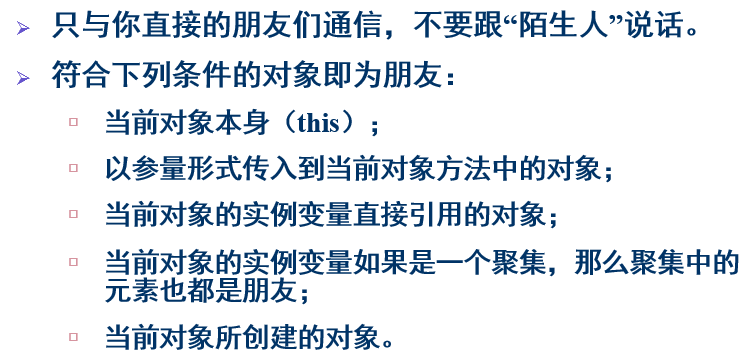 只与你直接的朋友们通信，不要跟“陌生人”说话。
符合下列条件的对象即为朋友：
当前对象本身（this）；
以参量形式传入到当前对象方法中的对象；
当前对象的实例变量直接引用的对象；
当前对象的实例变量如果是一个聚集，那么聚集中的
元素也都是朋友；
当前对象所创建的对象。